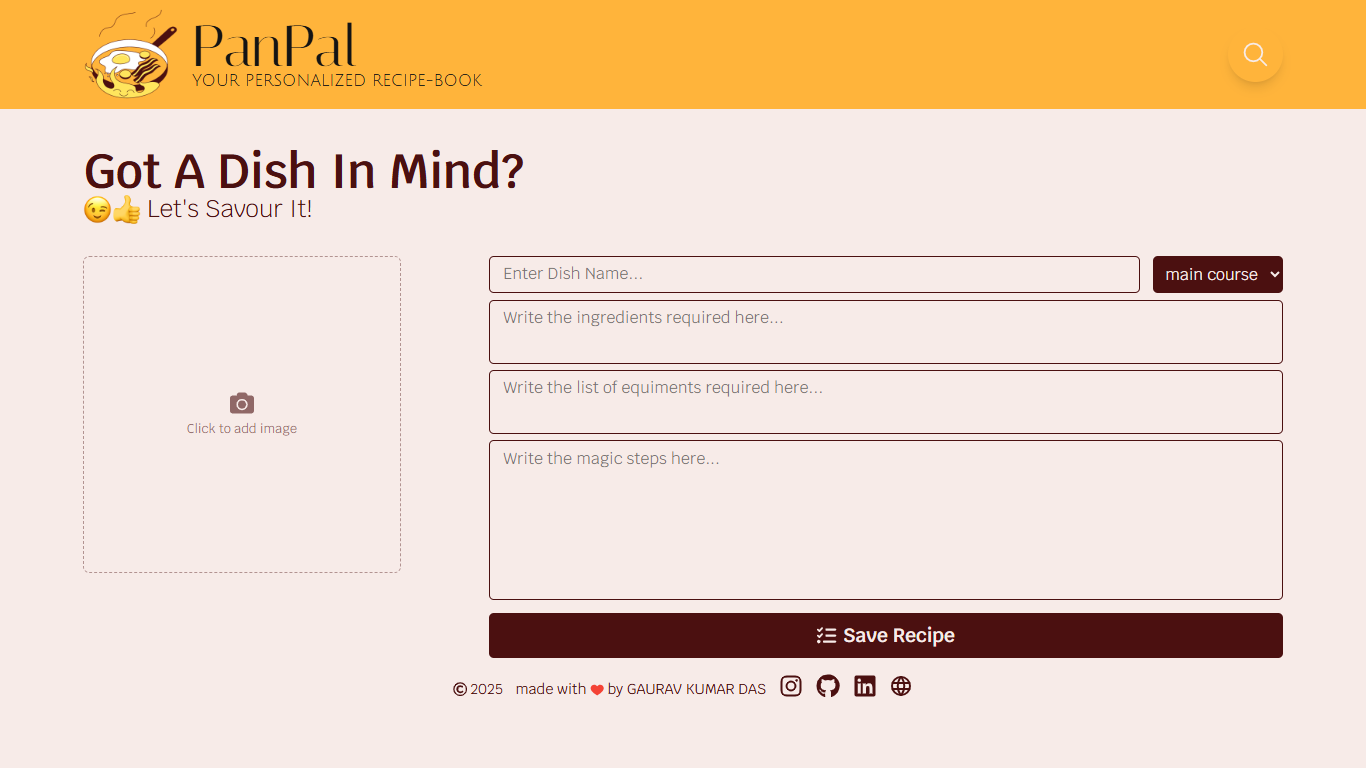 PanPal
YOUR PERSONALIZED RECIPE-BOOK
Got A Dish In Mind?
😉👍 Let's Savour It!
Click to add image
Enter Dish Name...
main course
Write the ingredients required here...
Write the list of equiments required here...
Write the magic steps here...
Save Recipe
© 2025 made with ❤ by GAURAV KUMAR DAS